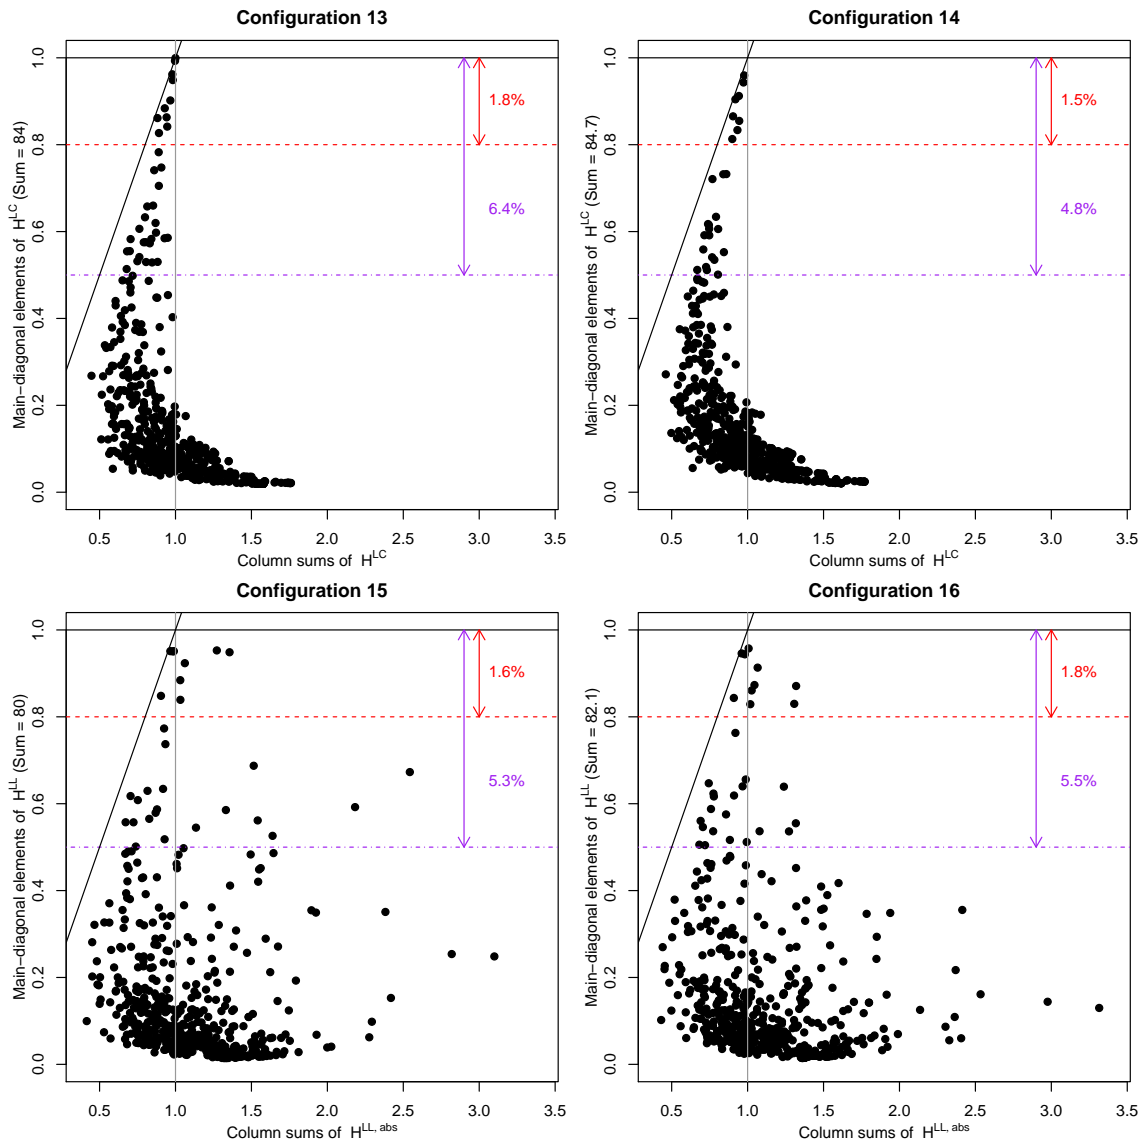 Configuration 13
Main−diagonal elements of H^LC (Sum = 84)
1.0
0.8
0.6
0.4
0.2
0.0
1.8%
6.4%
0.5 1.0 1.5 2.0 2.5 3.0 3.5
Column sums of H^LC
Configuration 14
Main−diagonal elements of H^LC (Sum = 84.7)
1.0
0.8
0.6
0.4
0.2
0.0
1.5%
4.8%
0.5 1.0 1.5 2.0 2.5 3.0 3.5
Column sums of H^LC
Configuration 15
Main−diagonal elements of H^LL (Sum = 80)
1.0
0.8
0.6
0.4
0.2
0.0
1.6%
5.3%
0.5 1.0 1.5 2.0 2.5 3.0 3.5
Column sums of H^LL, abs
Configuration 16
Main−diagonal elements of H^LL (Sum = 82.1)
1.0
0.8
0.6
0.4
0.2
0.0
1.8%
5.5%
0.5 1.0 1.5 2.0 2.5 3.0 3.5
Column sums of H^LL, abs